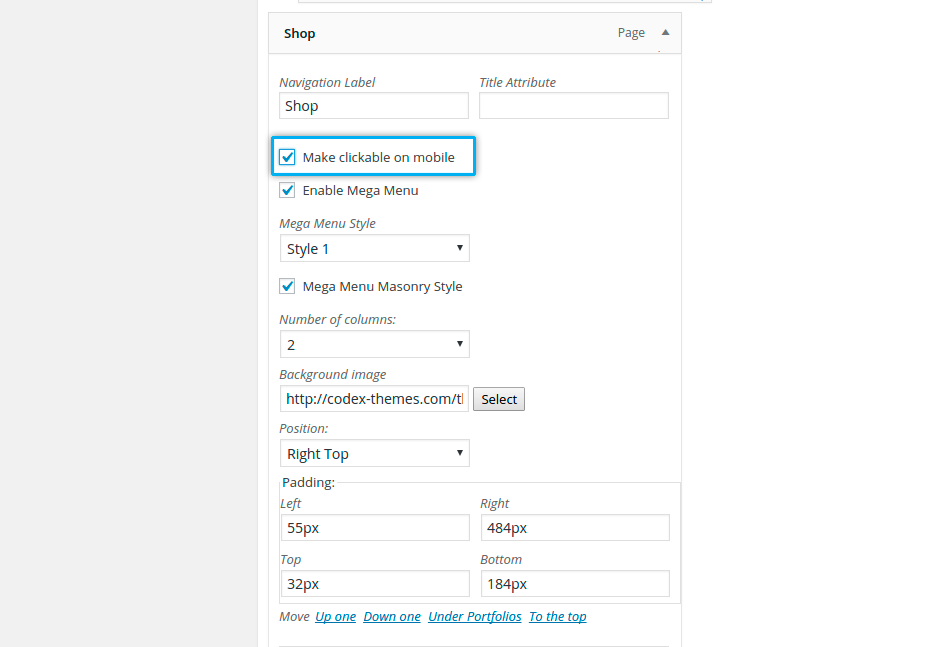 Shop Page
Navigation Label Title Attribute
Shop
Make clickable on mobile
Enable Mega Menu
Mega Menu Style
Style 1
Mega Menu Masonry Style
Number of columns:
2
Background image
http://codex-themes.com/tl Select
Position:
Right Top
Padding:
Left Right
55px 484px
Top Bottom
32px 184px
Move Up one Down one Under Portfolios To the top